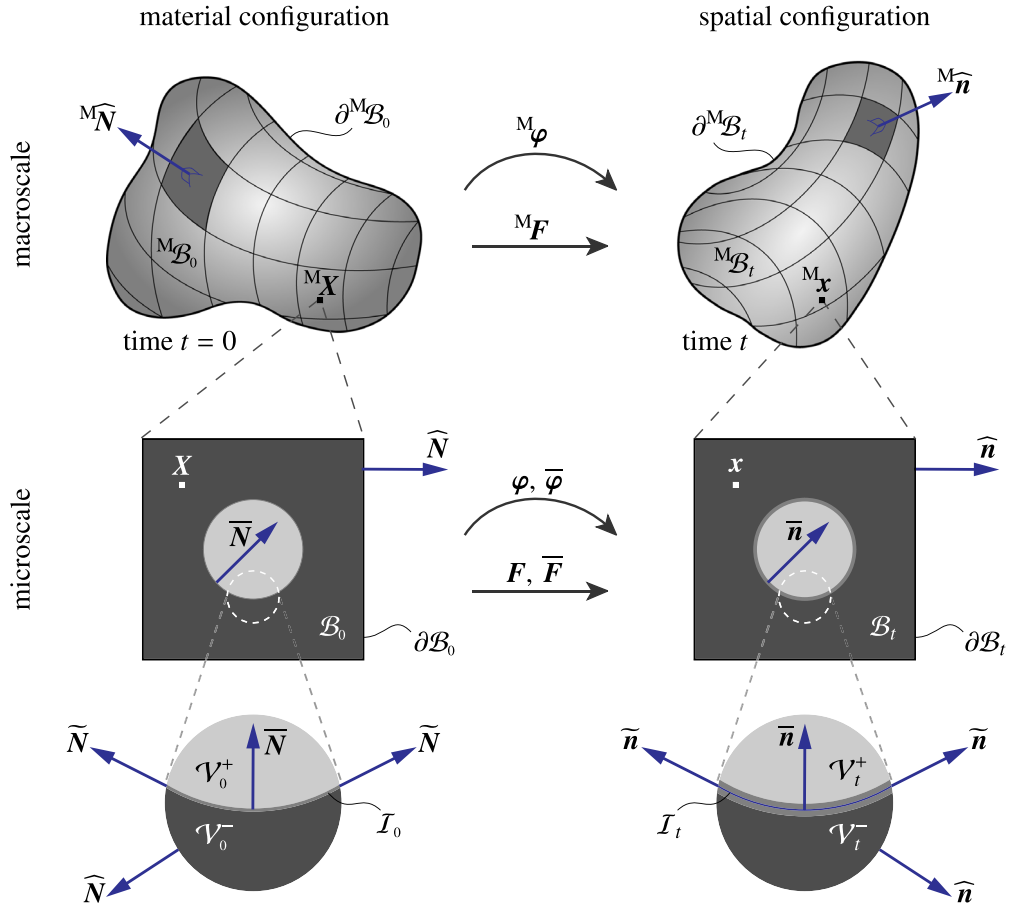 material configuration
spatial configuration
macroscale
ᴹN̂
∂ᴹℬ₀
ᴹℬ₀
ᴹX
time t = 0
ᴹφ
ᴹF
ᴹn̂
∂ᴹℬₜ
ᴹℬₜ
ᴹx
time t
microscale
X
N̂
N̅
ℬ₀
∂ℬ₀
φ, φ̅
F, F̅
x
n̂
n̅
ℬₜ
∂ℬₜ
Ñ
N̅
Ñ
𝒱₀⁺
𝒱₀⁻
ℐ₀
N̂
ñ
n̅
ñ
𝒱ₜ⁺
ℐₜ
𝒱ₜ⁻
n̂